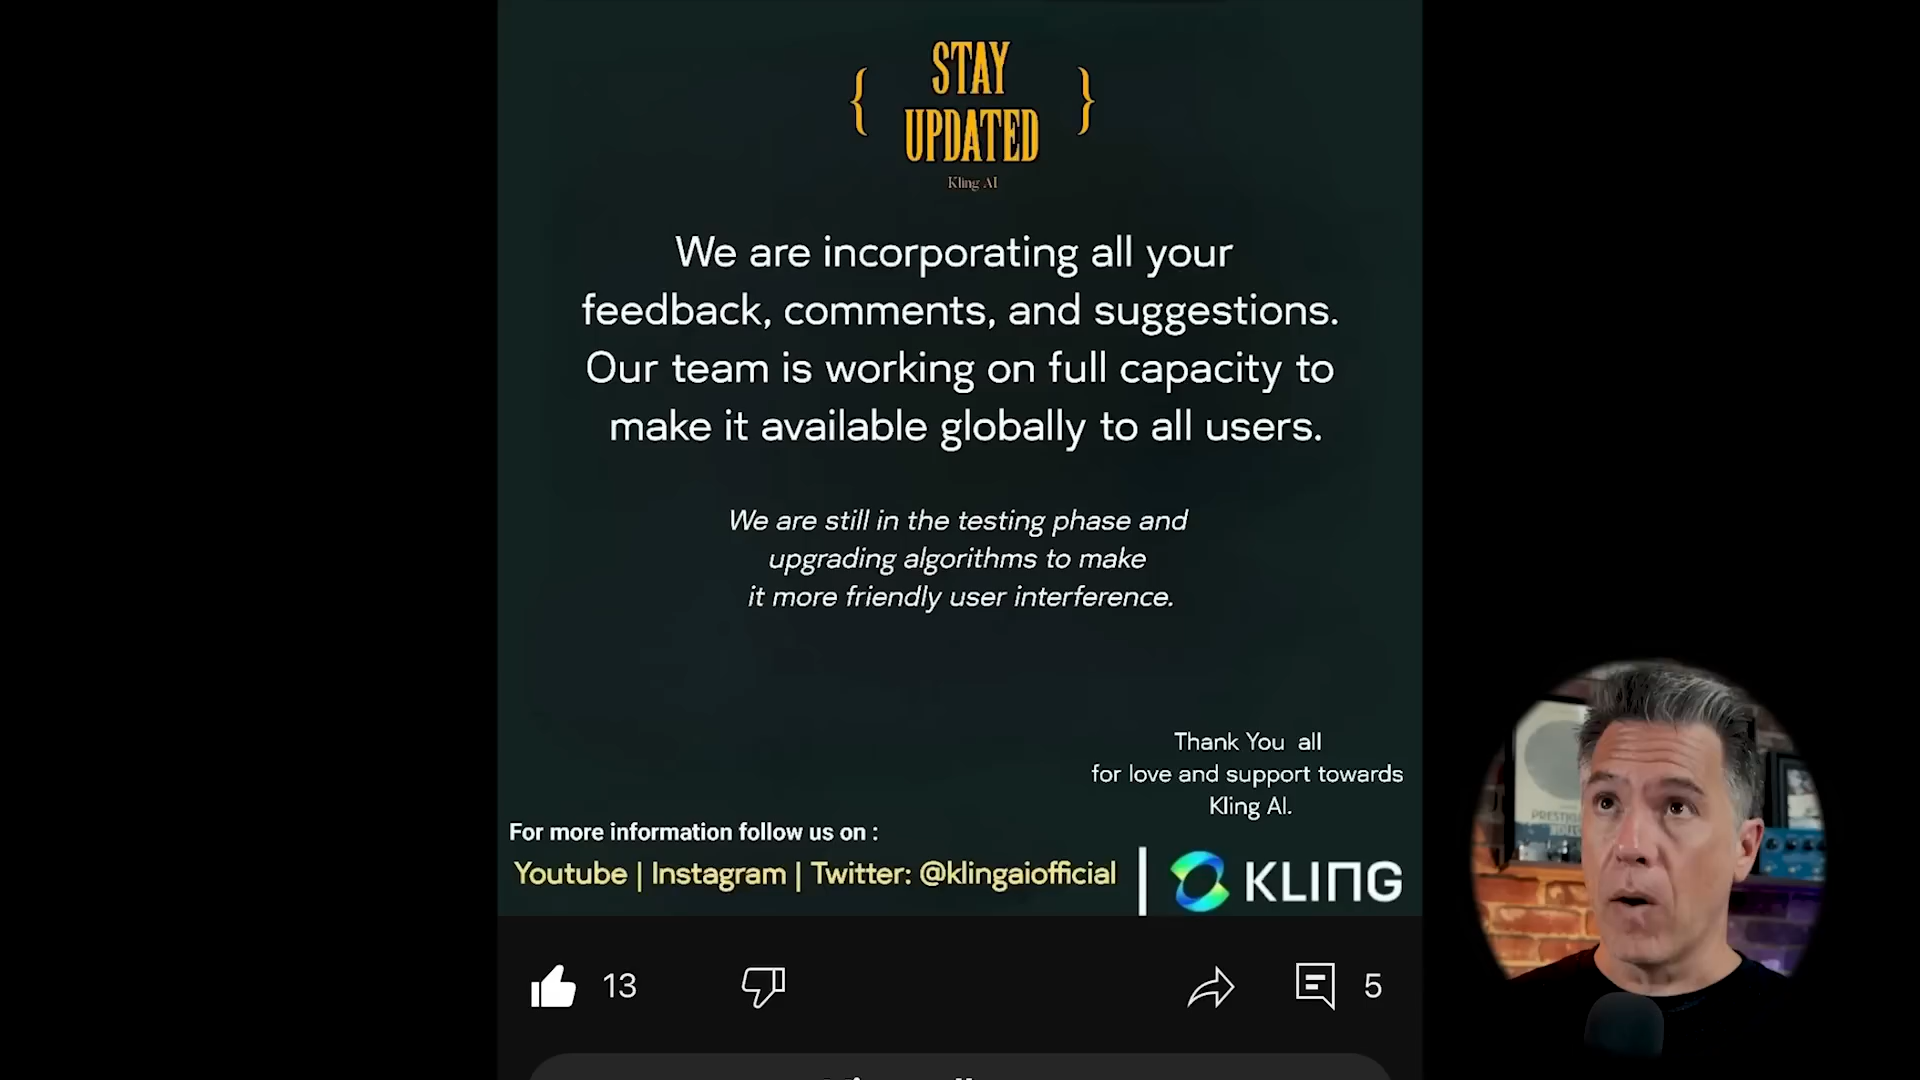 { STAY }
UPDATED
Kling AI
We are incorporating all your
feedback, comments, and suggestions.
Our team is working on full capacity to
make it available globally to all users.
We are still in the testing phase and
upgrading algorithms to make
it more friendly user interference.
Thank You all
for love and support towards
Kling AI.
For more information follow us on :
Youtube | Instagram | Twitter: @klingaiofficial
KLING
13
5